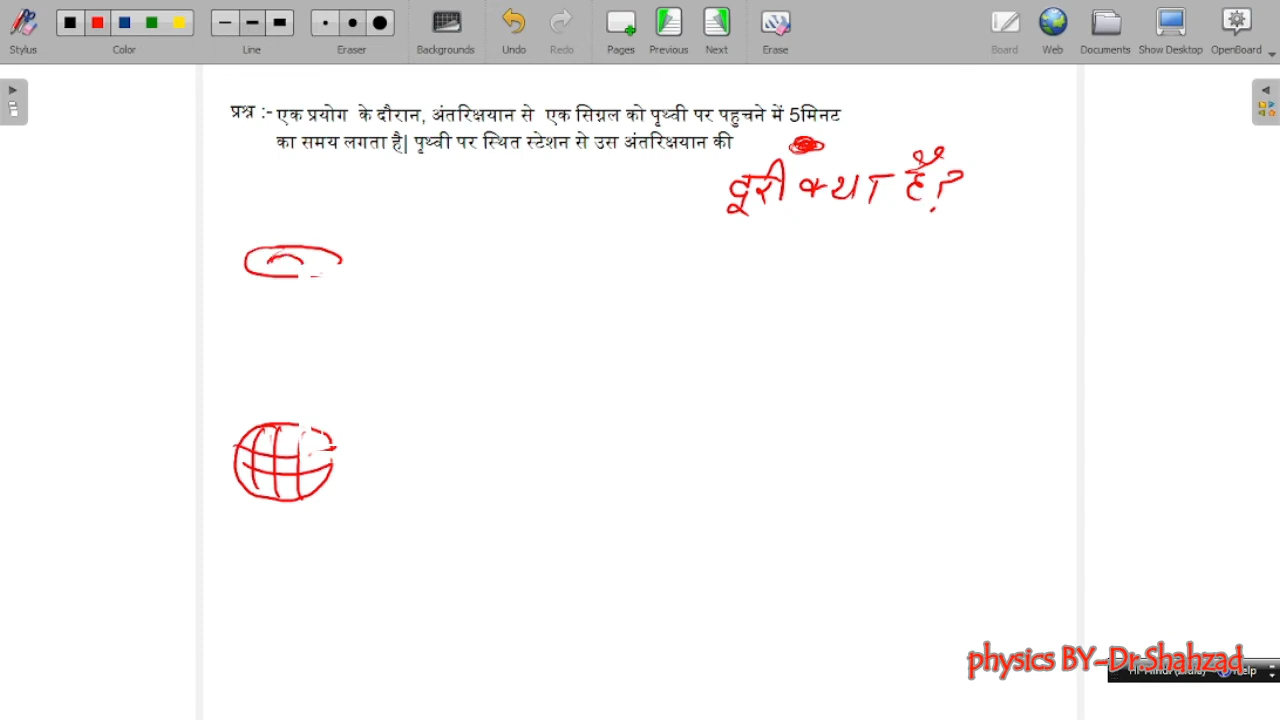 Stylus
Color
Line
Eraser
Backgrounds
Undo
Redo
Pages
Previous
Next
Erase
Board
Web
Documents
Show Desktop
OpenBoard
प्रश्न :- एक प्रयोग के दौरान, अंतरिक्षयान से एक सिग्नल को पृथ्वी पर पहुचने में 5मिनट
का समय लगता है| पृथ्वी पर स्थित स्टेशन से उस अंतरिक्षयान की
दूरी क्या है?
physics BY-Dr.Shahzad
Help